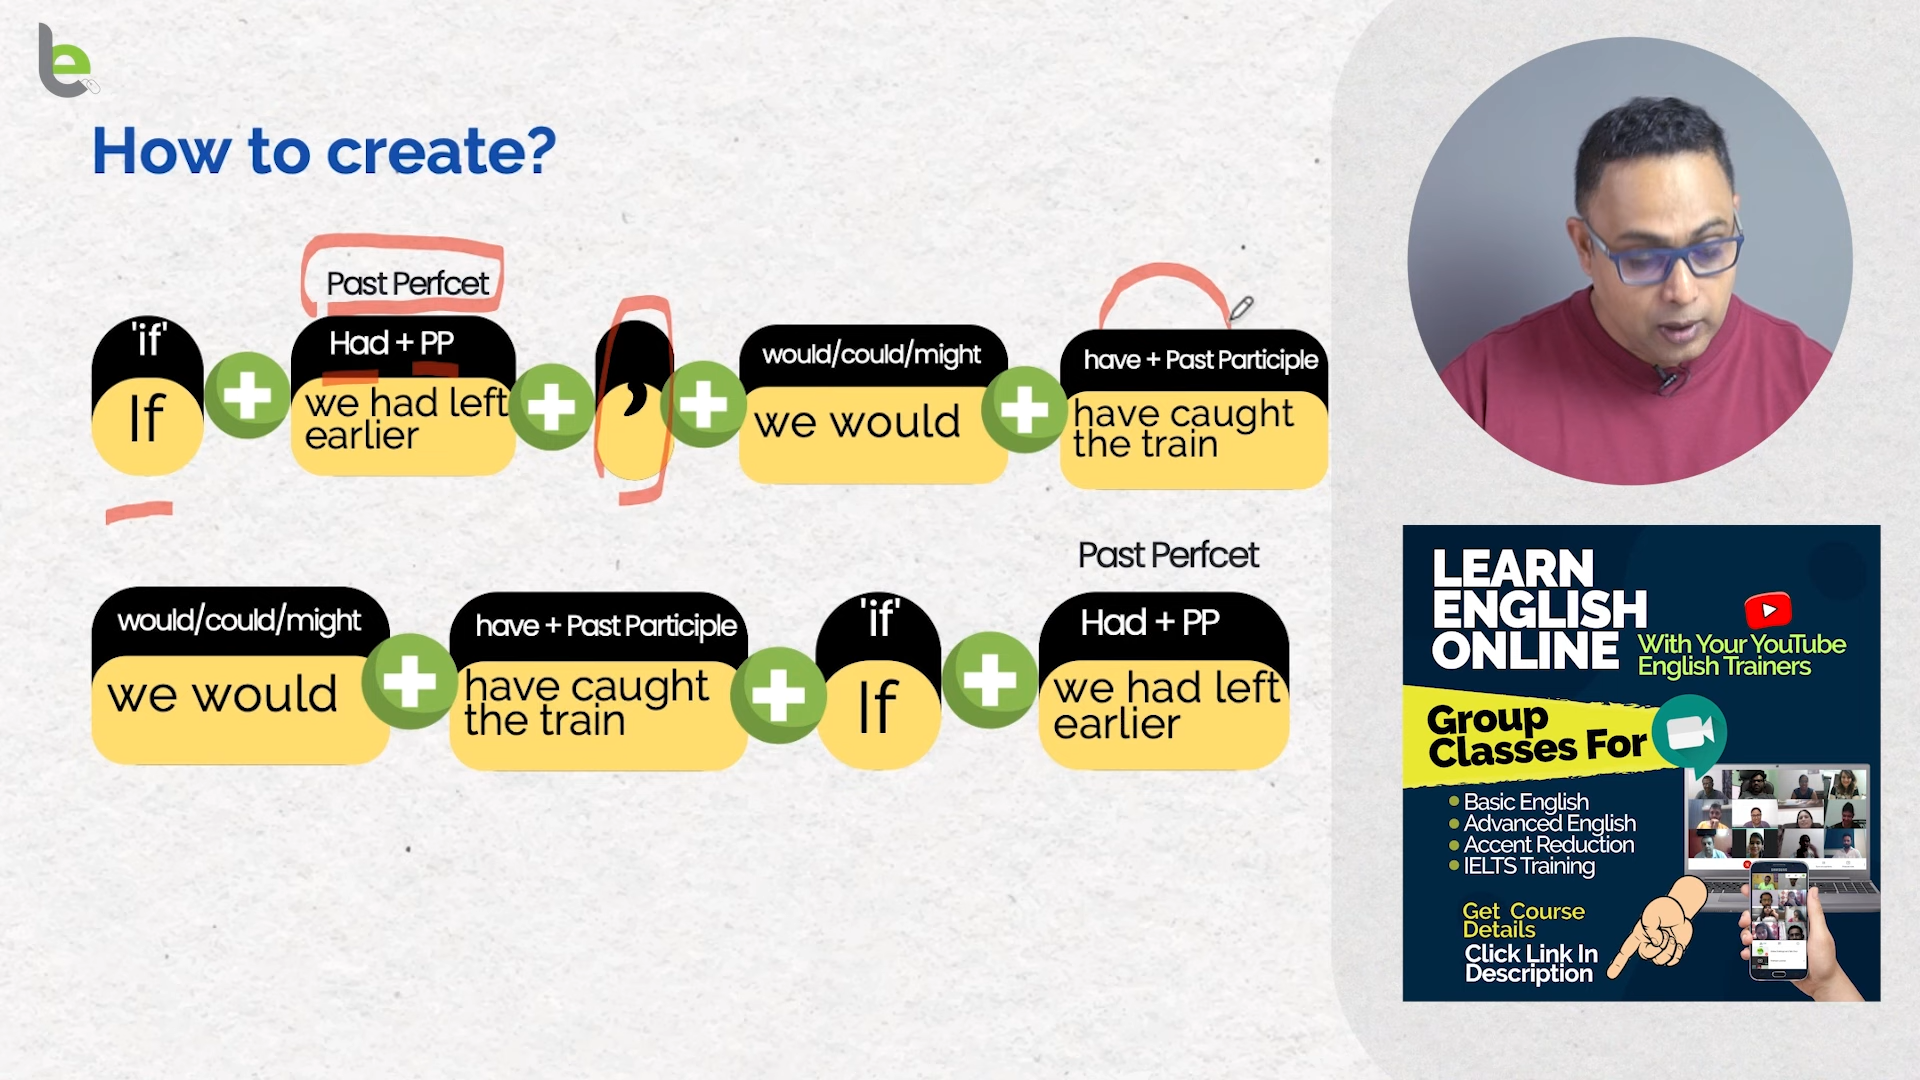 How to create?
Past Perfcet
'if'
Had + PP
,
would/could/might
have + Past Participle
If
we had left
earlier
we would
have caught
the train
Past Perfcet
would/could/might
have + Past Participle
'if'
Had + PP
we would
have caught
the train
If
we had left
earlier
LEARN
ENGLISH
ONLINE
With Your YouTube
English Trainers
Group
Classes For
Basic English
Advanced English
Accent Reduction
IELTS Training
Get Course
Details
Click Link In
Description